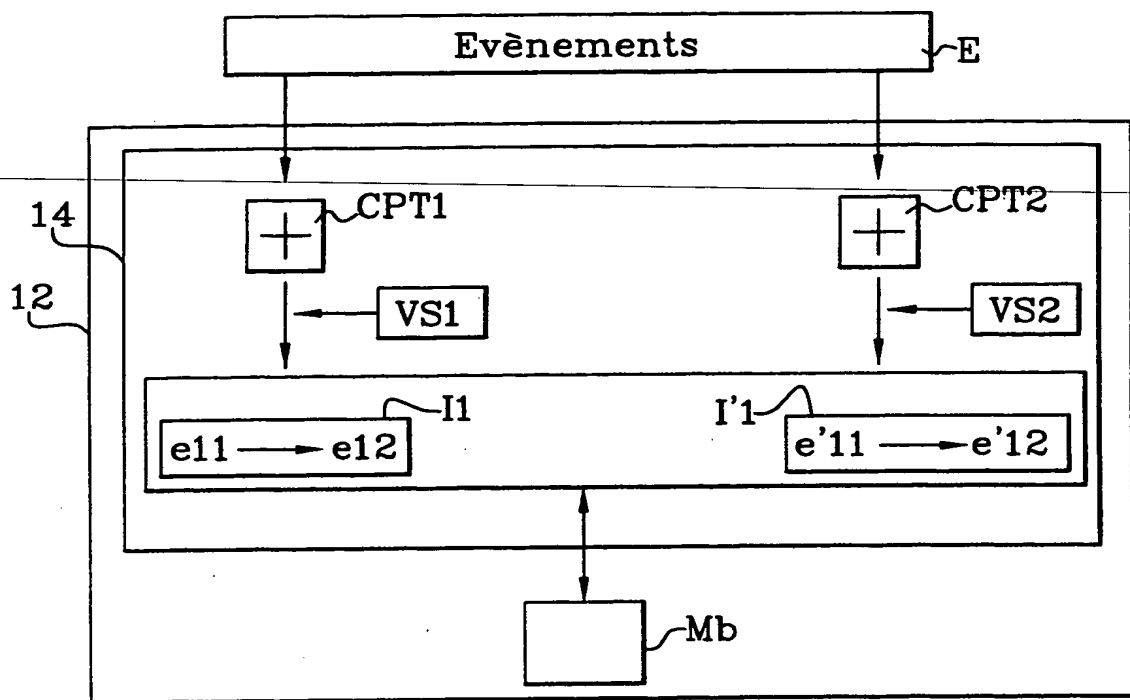 Evènements
E
CPT1
CPT2
14
12
VS1
VS2
I1
I'1
e11
e12
e'11
e'12
Mb